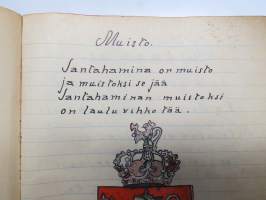 Muisto.
Santahamina on muisto
ja muistoksi se jää
Santahaminan muistoksi
on laulu vihko tää.